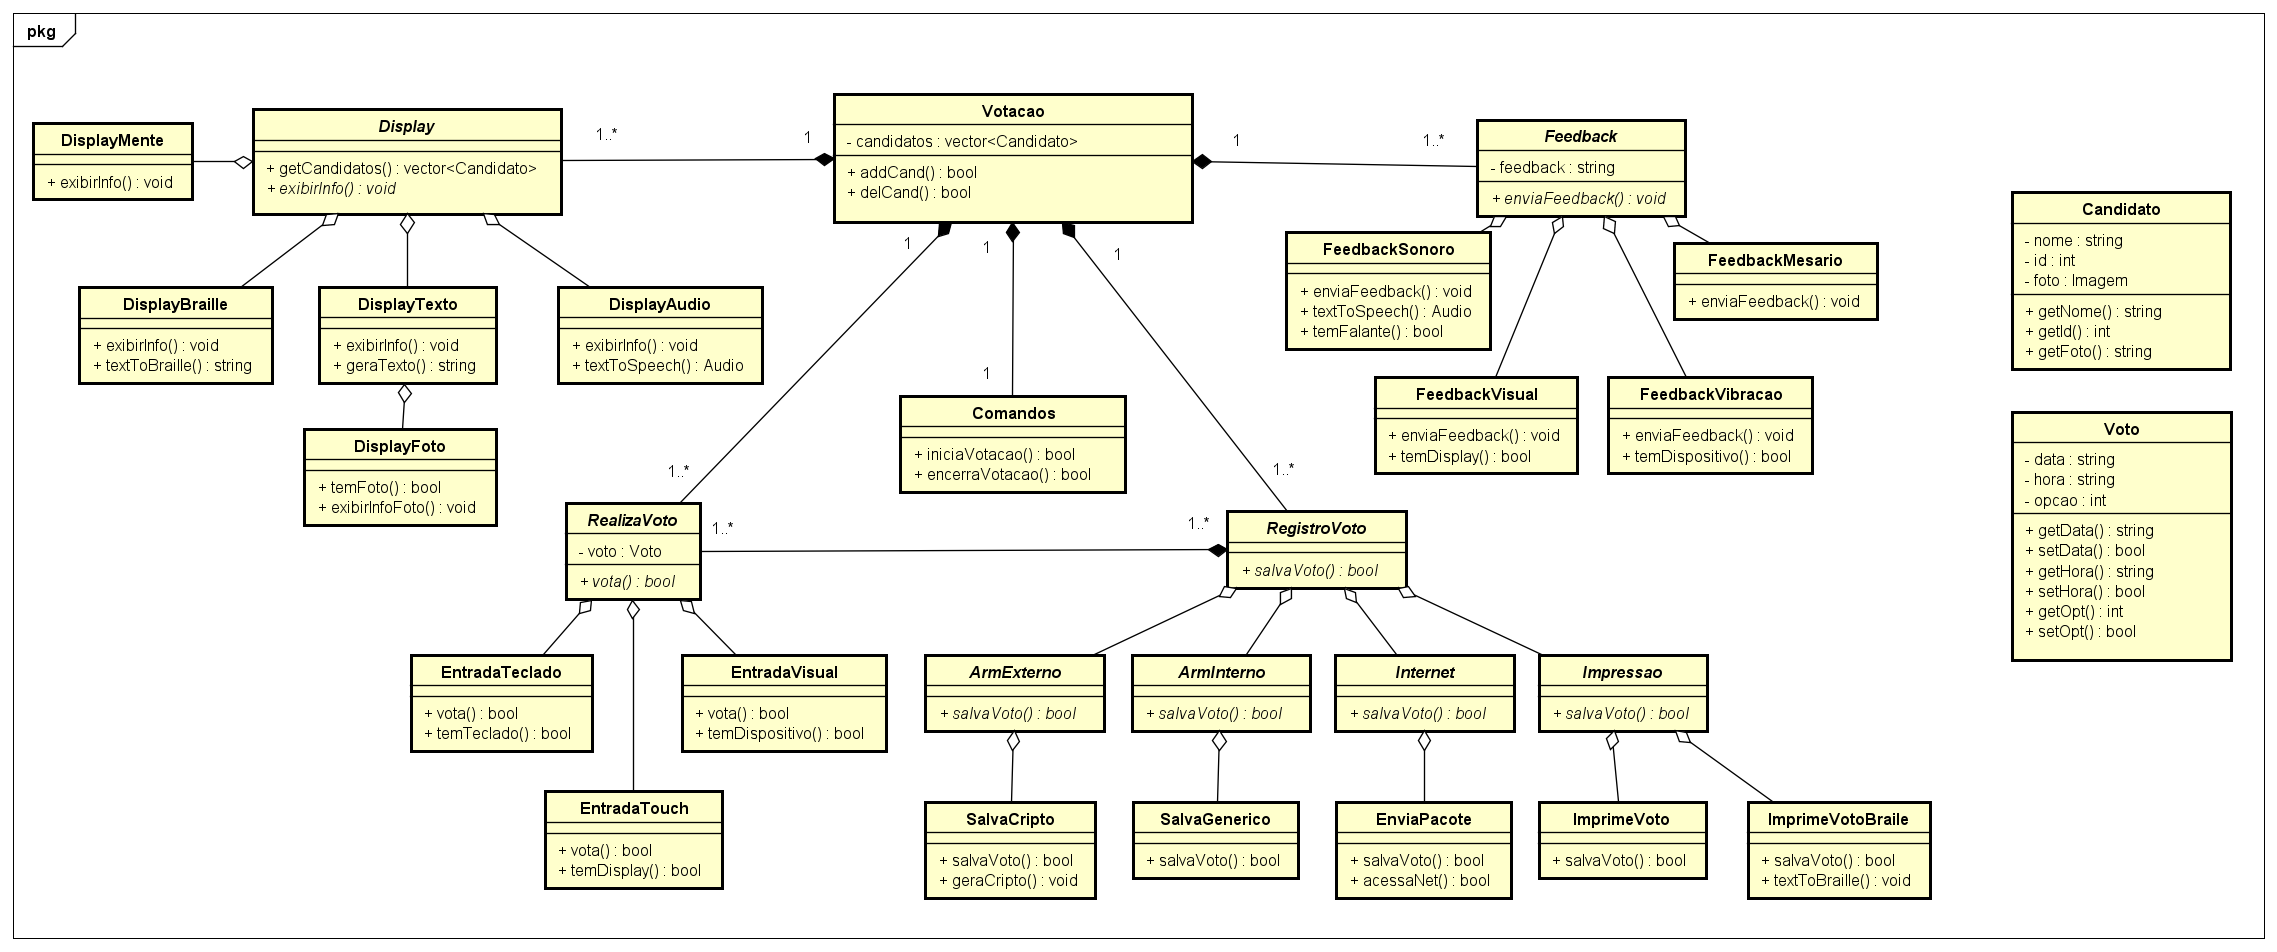 pkg
DisplayMente
+ exibirInfo() : void
Display
+ getCandidatos() : vector<Candidato>
+ exibirInfo() : void
1..*
1
Votacao
- candidatos : vector<Candidato>
+ addCand() : bool
+ delCand() : bool
1
1..*
Feedback
- feedback : string
+ enviaFeedback() : void
1
1
1
DisplayBraille
+ exibirInfo() : void
+ textToBraille() : string
DisplayTexto
+ exibirInfo() : void
+ geraTexto() : string
DisplayAudio
+ exibirInfo() : void
+ textToSpeech() : Audio
DisplayFoto
+ temFoto() : bool
+ exibirInfoFoto() : void
FeedbackSonoro
+ enviaFeedback() : void
+ textToSpeech() : Audio
+ temFalante() : bool
FeedbackMesario
+ enviaFeedback() : void
FeedbackVisual
+ enviaFeedback() : void
+ temDisplay() : bool
FeedbackVibracao
+ enviaFeedback() : void
+ temDispositivo() : bool
Candidato
- nome : string
- id : int
- foto : Imagem
+ getNome() : string
+ getId() : int
+ getFoto() : string
Voto
- data : string
- hora : string
- opcao : int
+ getData() : string
+ setData() : bool
+ getHora() : string
+ setHora() : bool
+ getOpt() : int
+ setOpt() : bool
1
Comandos
+ iniciaVotacao() : bool
+ encerraVotacao() : bool
1..*
1..*
RealizaVoto
- voto : Voto
+ vota() : bool
1..*
1..*
RegistroVoto
+ salvaVoto() : bool
EntradaTeclado
+ vota() : bool
+ temTeclado() : bool
EntradaVisual
+ vota() : bool
+ temDispositivo() : bool
EntradaTouch
+ vota() : bool
+ temDisplay() : bool
ArmExterno
+ salvaVoto() : bool
ArmInterno
+ salvaVoto() : bool
Internet
+ salvaVoto() : bool
Impressao
+ salvaVoto() : bool
SalvaCripto
+ salvaVoto() : bool
+ geraCripto() : void
SalvaGenerico
+ salvaVoto() : bool
EnviaPacote
+ salvaVoto() : bool
+ acessaNet() : bool
ImprimeVoto
+ salvaVoto() : bool
ImprimeVotoBraile
+ salvaVoto() : bool
+ textToBraille() : void